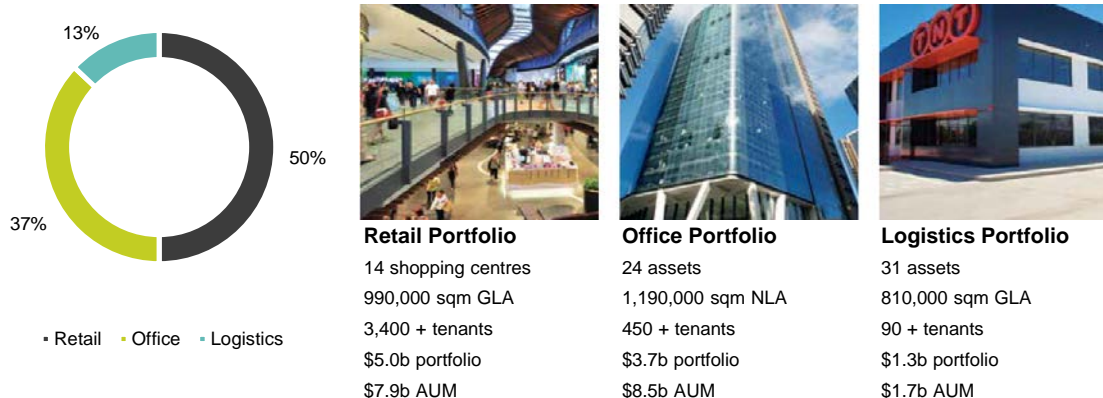 13%
50%
37%
▪ Retail ▪ Office ▪ Logistics
TNT
Retail Portfolio
14 shopping centres
990,000 sqm GLA
3,400 + tenants
$5.0b portfolio
$7.9b AUM
Office Portfolio
24 assets
1,190,000 sqm NLA
450 + tenants
$3.7b portfolio
$8.5b AUM
Logistics Portfolio
31 assets
810,000 sqm GLA
90 + tenants
$1.3b portfolio
$1.7b AUM